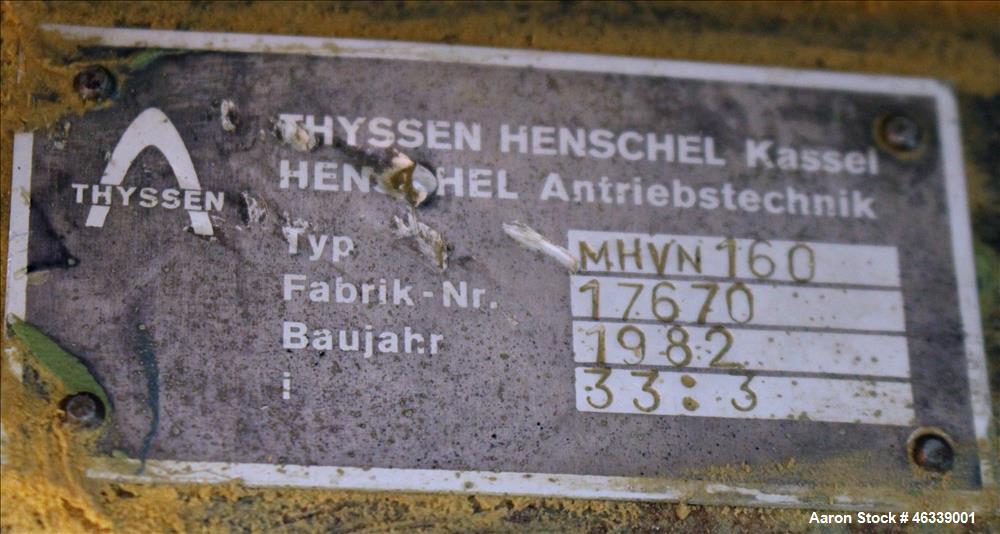 THYSSEN
THYSSEN HENSCHEL Kassel
HENSCHEL Antriebstechnik
Typ MHVN 160
Fabrik-Nr. 17670
Baujahr 1982
i 33:3
Aaron Stock # 46339001